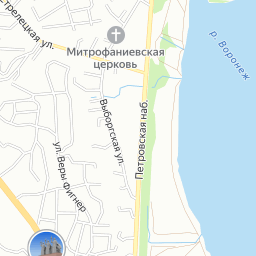 Стрелецкая ул.
Митрофаниевская
церковь
р. Воронеж
Выборгская ул.
Петровская наб.
ул. Веры Фигнер